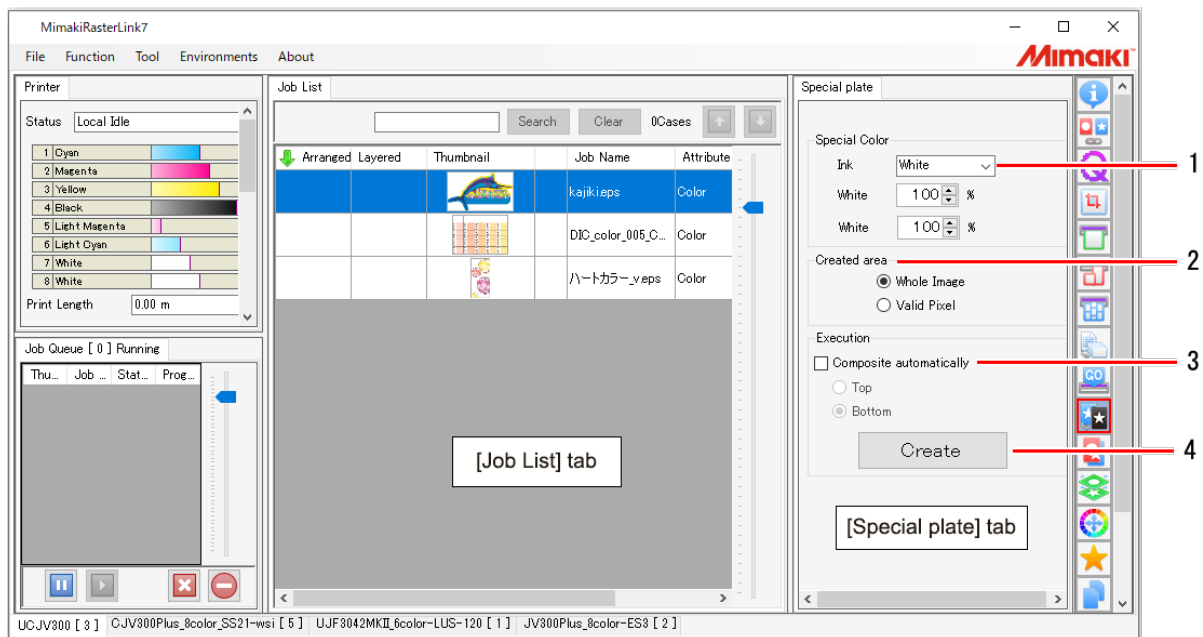 MimakiRasterLink7
File Function Tool Environments About
Mimaki
Printer
Status Local Idle
1 Cyan
2 Magenta
3 Yellow
4 Black
5 Light Magenta
6 Light Cyan
7 White
8 White
Print Length 0.00 m
Job Queue [ 0 ] Running
Thu... Job ... Stat... Prog...
Job List
Search Clear 0Cases
Arranged Layered Thumbnail Job Name Attribute
kajiki.eps Color
DIC_color_005_C... Color
ハートカラー_v.eps Color
[Job List] tab
Special plate
Special Color
Ink White
White 100 %
White 100 %
Created area
Whole Image
Valid Pixel
Execution
Composite automatically
Top
Bottom
Create
[Special plate] tab
GO
1
2
3
4
UCJV300 [ 3 ] CJV300Plus_8color_SS21-wsi [ 5 ] UJF3042MKII_6color-LUS-120 [ 1 ] JV300Plus_8color-ES3 [ 2 ]